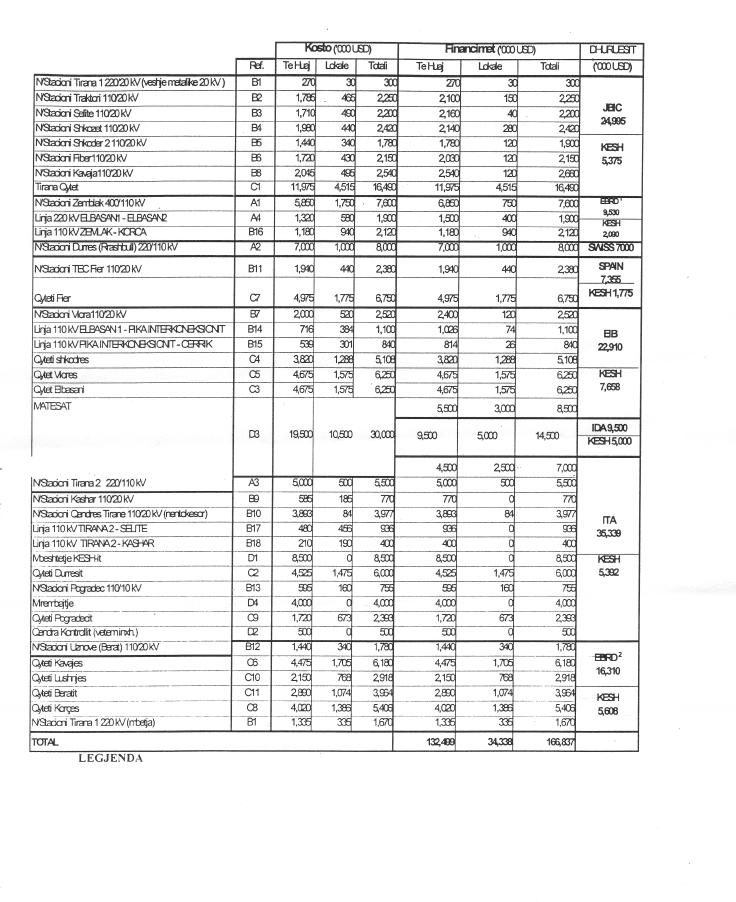 Kosto ('000 USD) Financimet ('000 USD) DHURUESIT
Ref. Te Huaj Lokale Totali Te Huaj Lokale Totali ('000 USD)
N'Stacioni Tirana 1 220/20 kV (veshje metalike 20 kV ) B1 270 30 300 270 30 300
N'Stacioni Traktori 110/20 kV B2 1,785 465 2,250 2,100 150 2,250
N'Stacioni Selite 110/20 kV B3 1,710 490 2,200 2,160 40 2,200
JBIC
24,995
N'Stacioni Shkozet 110/20 kV B4 1,980 440 2,420 2,140 280 2,420
N'Stacioni Shkoder 2 110/20 kV B5 1,440 340 1,780 1,780 120 1,900
KESH
5,375
N'Stacioni Fiber110/20 kV B6 1,720 430 2,150 2,030 120 2,150
N'Stacioni Kavaja110/20 kV B8 2,045 495 2,540 2,540 120 2,660
Tirana Qytet C1 11,975 4,515 16,490 11,975 4,515 16,490
N'Stacioni Zemblak 400/110 kV A1 5,850 1,750 7,600 6,850 750 7,600
EBRD 1
9,530
Linja 220 kV ELBASAN1 - ELBASAN2 A4 1,320 580 1,900 1,500 400 1,900
KESH
2,090
Linja 110 kV ZEMLAK - KORCA B16 1,180 940 2,120 1,180 940 2,120
N'Stacioni Durres (Rrashbull) 220/110 kV A2 7,000 1,000 8,000 7,000 1,000 8,000 SWISS 7000
N'Stacioni TEC Fier 110/20 kV B11 1,940 440 2,380 1,940 440 2,380
SPAIN
7,355
Qyteti Fier C7 4,975 1,775 6,750 4,975 1,775 6,750 KESH 1,775
N'Stacioni Vlora110/20 kV B7 2,000 520 2,520 2,400 120 2,520
Linja 110 kV ELBASAN 1 - PIKA INTERKONEKSIONIT B14 716 384 1,100 1,026 74 1,100
EIB
22,910
Linja 110 kV PIKA INTERKONEKSIONIT - CERRIK B15 539 301 840 814 26 840
Qyteti shkodres C4 3,820 1,288 5,108 3,820 1,288 5,108
Qytet Vlores C5 4,675 1,575 6,250 4,675 1,575 6,250
KESH
7,658
Qytet Elbasani C3 4,675 1,575 6,250 4,675 1,575 6,250
MATESAT 5,500 3,000 8,500
D3 19,500 10,500 30,000 9,500 5,000 14,500
IDA 9,500
KESH 5,000
4,500 2,500 7,000
N'Stacioni Tirana 2 220/110 kV A3 5,000 500 5,500 5,000 500 5,500
N'Stacioni Kashar 110/20 kV B9 585 185 770 770 0 770
N'Stacioni Qendres Tirane 110/20 kV (nentokesor) B10 3,893 84 3,977 3,893 84 3,977
ITA
35,339
Linja 110 kV TIRANA 2 - SELITE B17 480 456 936 936 0 936
Linja 110 kV TIRANA 2 - KASHAR B18 210 190 400 400 0 400
Mbeshtetje KESH-it D1 8,500 0 8,500 8,500 0 8,500
KESH
5,392
Qyteti Durresit C2 4,525 1,475 6,000 4,525 1,475 6,000
N'Stacioni Pogradec 110/10 kV B13 595 160 755 595 160 755
Mirembajtje D4 4,000 0 4,000 4,000 0 4,000
Qyteti Pogradecit C9 1,720 673 2,393 1,720 673 2,393
Qendra Kontrollit (vetem inxh.) D2 500 0 500 500 0 500
N'Stacioni Uznove (Berat) 110/20 kV B12 1,440 340 1,780 1,440 340 1,780
EBRD 2
16,310
Qyteti Kavajes C6 4,475 1,705 6,180 4,475 1,705 6,180
Qyteti Lushnjes C10 2,150 768 2,918 2,150 768 2,918
Qyteti Beratit C11 2,890 1,074 3,964 2,890 1,074 3,964
KESH
5,608
Qyteti Korçes C8 4,020 1,386 5,406 4,020 1,386 5,406
N'Stacioni Tirana 1 220 kV (mbetja) B1 1,335 335 1,670 1,335 335 1,670
TOTAL 132,499 34,338 166,837
LEGJENDA